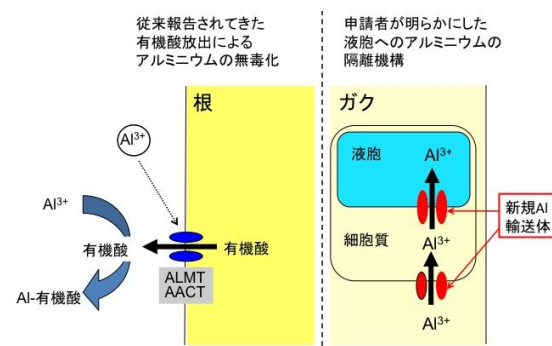 従来報告されてきた
有機酸放出による
アルミニウムの無毒化
根
Al³⁺
Al³⁺
有機酸
有機酸
ALMT
AACT
Al-有機酸
申請者が明らかにした
液胞へのアルミニウムの
隔離機構
ガク
液胞
Al³⁺
新規Al
輸送体
細胞質
Al³⁺
Al³⁺